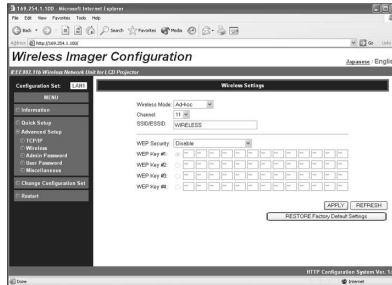 169.254.1.100 - Microsoft Internet Explorer
File Edit View Favorites Tools Help
Back Search Favorites Media
Address http://169.254.1.100/ Go Links
Wireless Imager Configuration
Japanese / English
IEEE802.11b Wireless Network Unit for LCD Projector
Configuration Set: LAN1
MENU
Information
Quick Setup
Advanced Setup
TCP/IP
Wireless
Admin Password
User Password
Miscellaneous
Change Configuration Set
Restart
Wireless Settings
Wireless Mode: AdHoc
Channel: 11
SSID/ESSID: WIRELESS
WEP Security: Disable
WEP Key #1:
WEP Key #2:
WEP Key #3:
WEP Key #4:
APPLY REFRESH
RESTORE Factory Default Settings
HTTP Configuration System Ver.
Done Internet